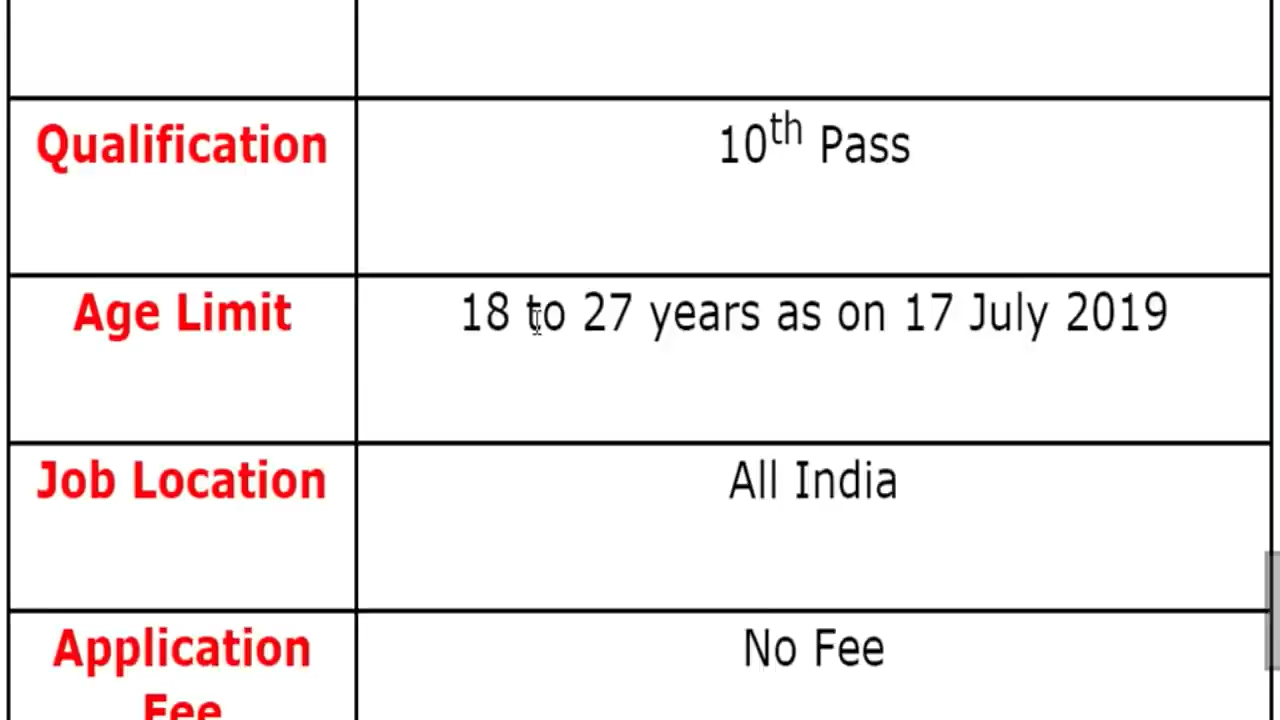 Qualification
10th Pass
Age Limit
18 to 27 years as on 17 July 2019
Job Location
All India
Application
Fee
No Fee